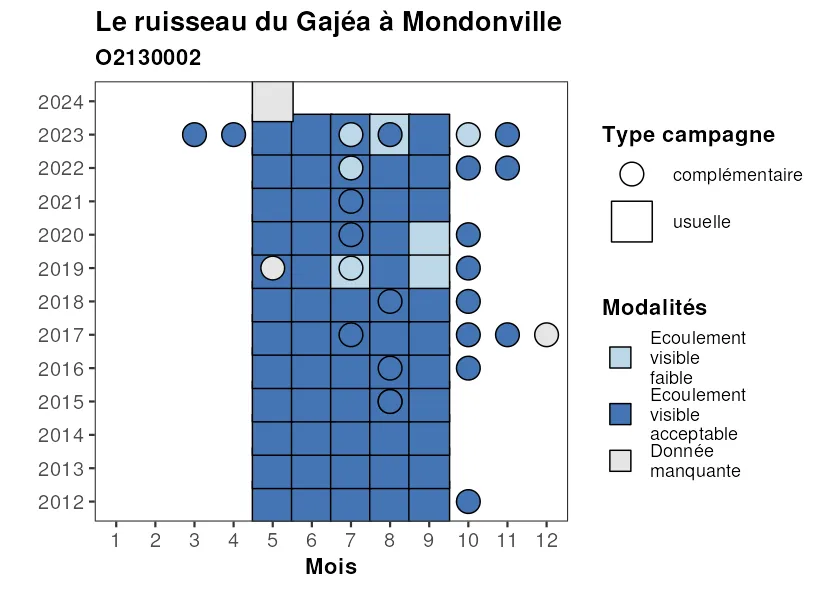 Le ruisseau du Gajéa à Mondonville
O2130002
2024
2023
2022
2021
2020
2019
2018
2017
2016
2015
2014
2013
2012
1 2 3 4 5 6 7 8 9 10 11 12
Mois
Type campagne
complémentaire
usuelle
Modalités
Ecoulement
visible
faible
Ecoulement
visible
acceptable
Donnée
manquante